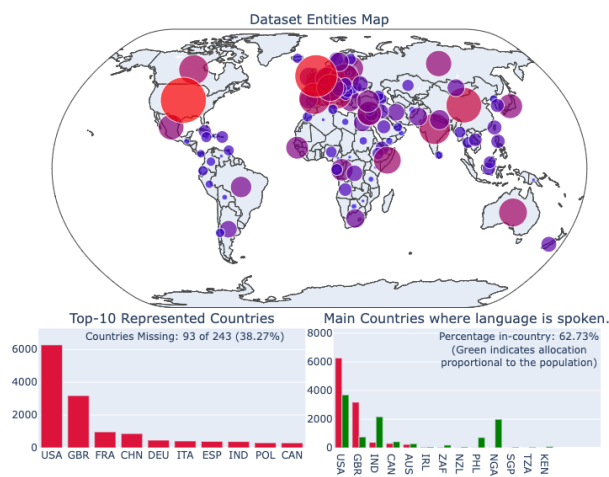 Dataset Entities Map
Top-10 Represented Countries
Countries Missing: 93 of 243 (38.27%)
6000
4000
2000
0
USA GBR FRA CHN DEU ITA ESP IND POL CAN
Main Countries where language is spoken.
Percentage in-country: 62.73%
(Green indicates allocation
proportional to the population)
8000
6000
4000
2000
0
USA GBR IND CAN AUS IRL ZAF NZL PHL NGA SGP TZA KEN